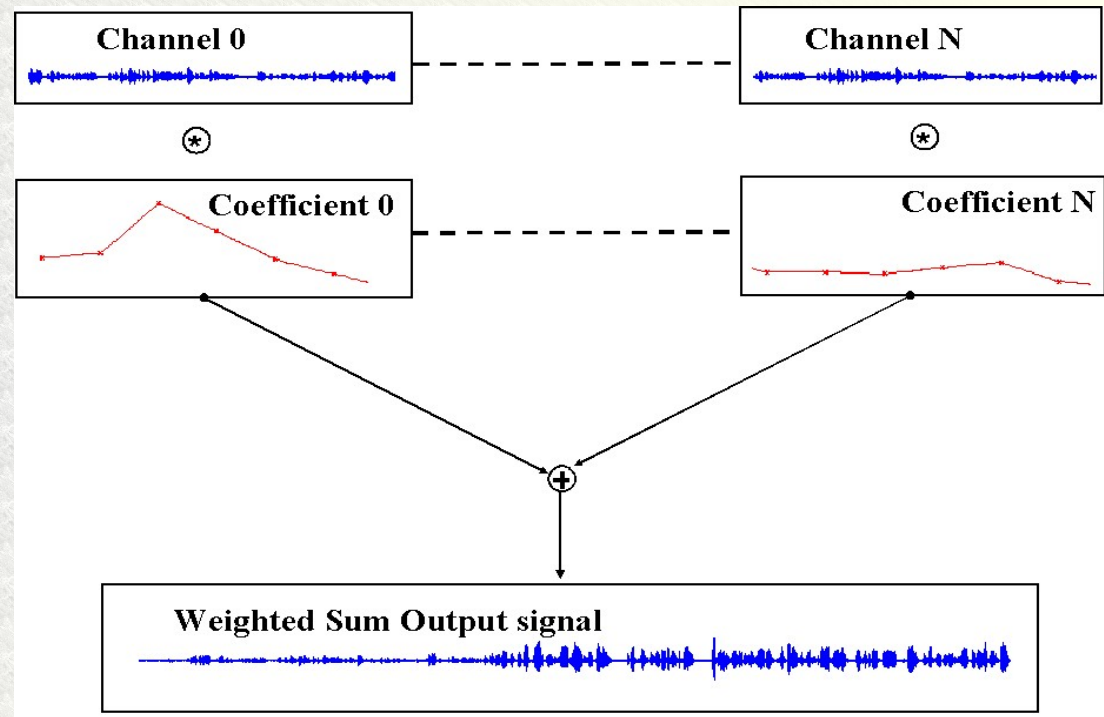 Channel 0
Channel N
*
*
Coefficient 0
Coefficient N
+
Weighted Sum Output signal